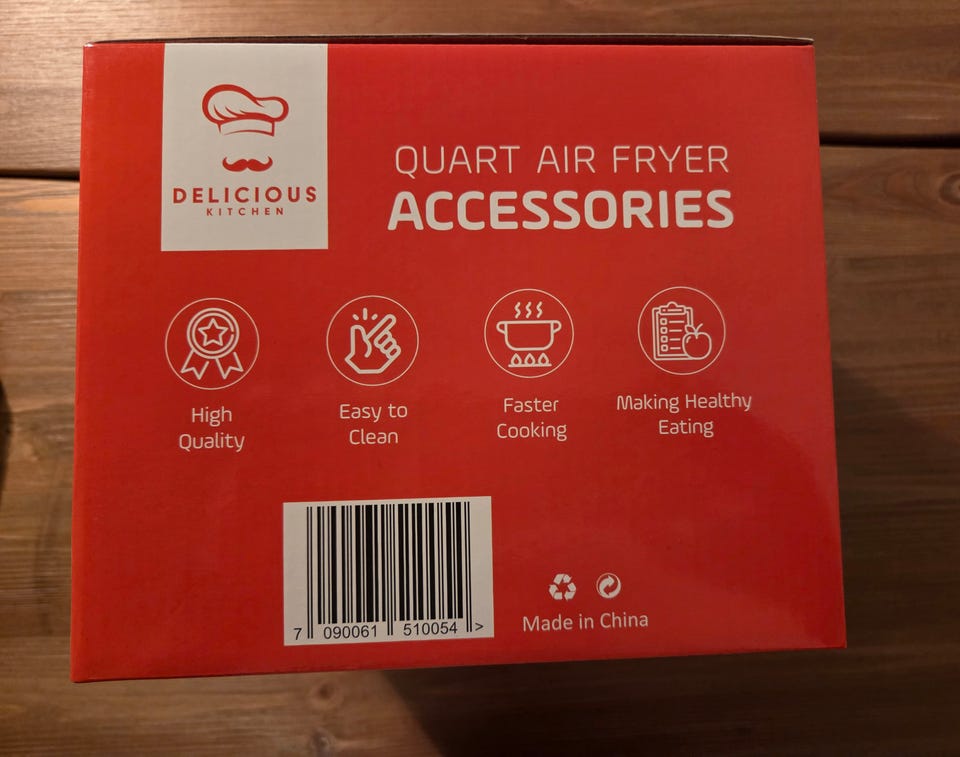 DELICIOUS
KITCHEN
QUART AIR FRYER
ACCESSORIES
High
Quality
Easy to
Clean
Faster
Cooking
Making Healthy
Eating
7 090061 510054 >
Made in China